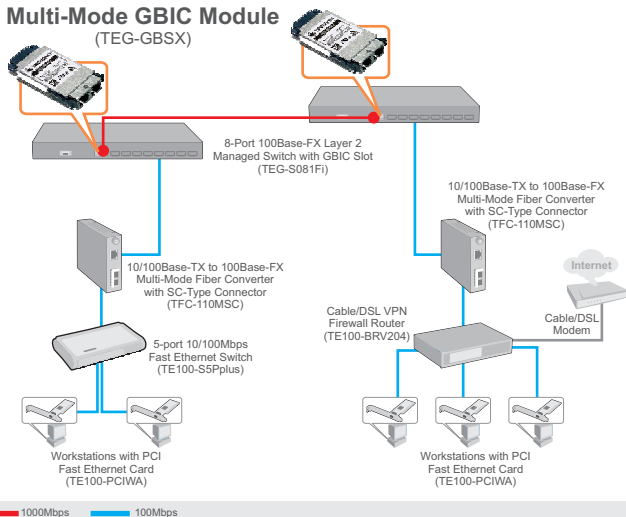 Multi-Mode GBIC Module
(TEG-GBSX)
8-Port 100Base-FX Layer 2
Managed Switch with GBIC Slot
(TEG-S081Fi)
10/100Base-TX to 100Base-FX
Multi-Mode Fiber Converter
with SC-Type Connector
(TFC-110MSC)
10/100Base-TX to 100Base-FX
Multi-Mode Fiber Converter
with SC-Type Connector
(TFC-110MSC)
Internet
Cable/DSL
Modem
Cable/DSL VPN
Firewall Router
(TE100-BRV204)
5-port 10/100Mbps
Fast Ethernet Switch
(TE100-S5Pplus)
Workstations with PCI
Fast Ethernet Card
(TE100-PCIWA)
Workstations with PCI
Fast Ethernet Card
(TE100-PCIWA)
1000Mbps
100Mbps